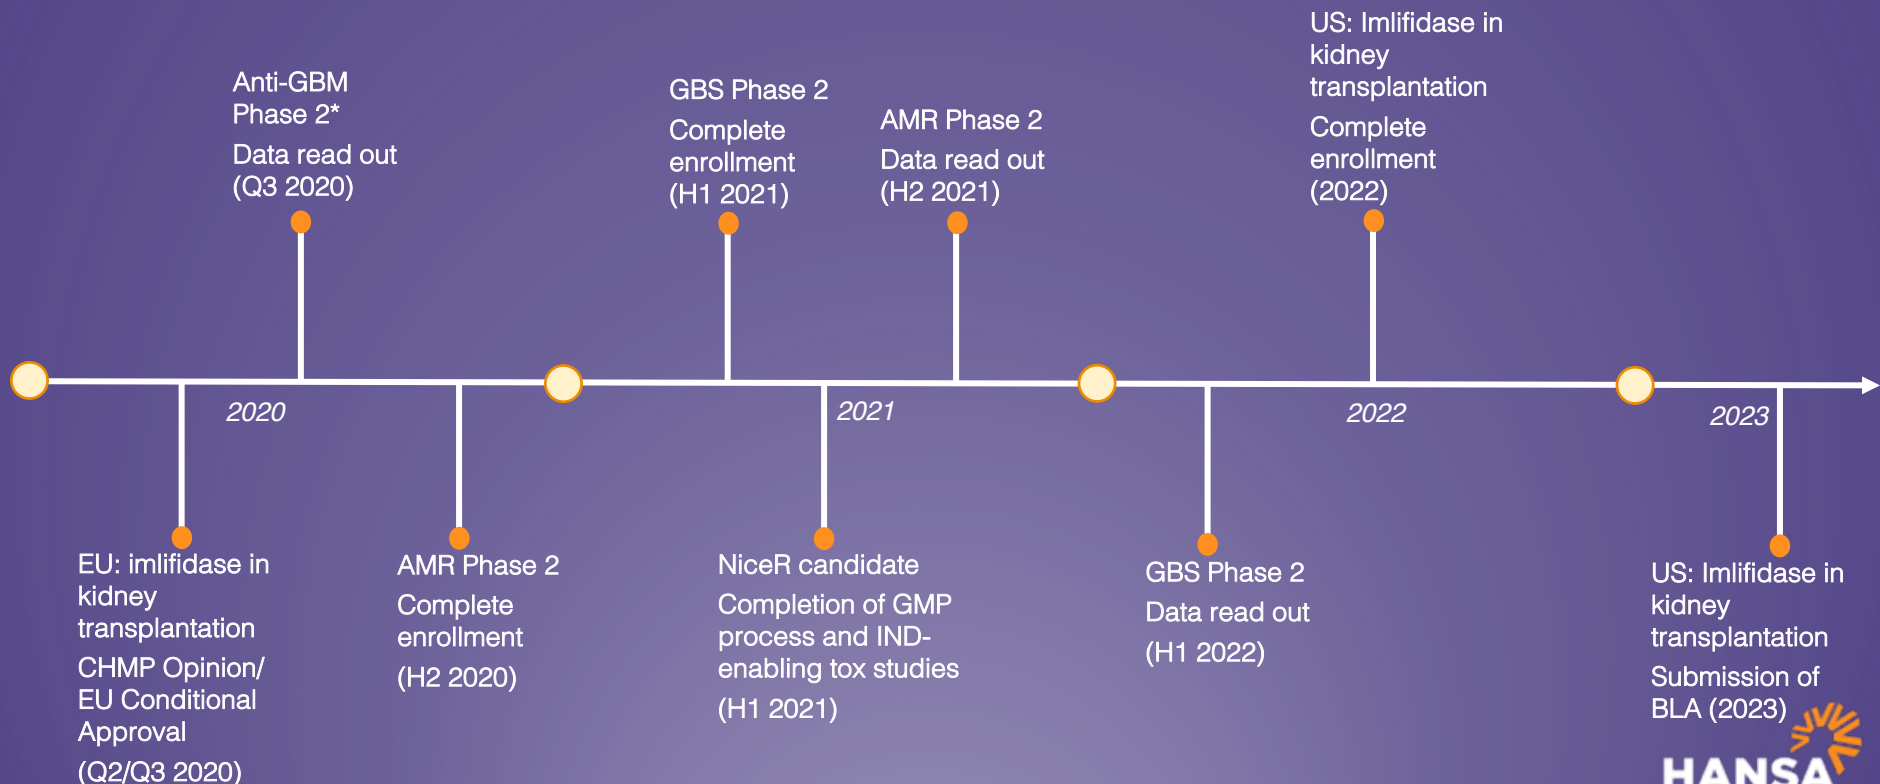 Anti-GBM
Phase 2*
Data read out
(Q3 2020)
GBS Phase 2
Complete
enrollment
(H1 2021)
AMR Phase 2
Data read out
(H2 2021)
US: Imlifidase in
kidney
transplantation
Complete
enrollment
(2022)
2020
2021
2022
2023
EU: imlifidase in
kidney
transplantation
CHMP Opinion/
EU Conditional
Approval
(Q2/Q3 2020)
AMR Phase 2
Complete
enrollment
(H2 2020)
NiceR candidate
Completion of GMP
process and IND-
enabling tox studies
(H1 2021)
GBS Phase 2
Data read out
(H1 2022)
US: Imlifidase in
kidney
transplantation
Submission of
BLA (2023)
HANSA